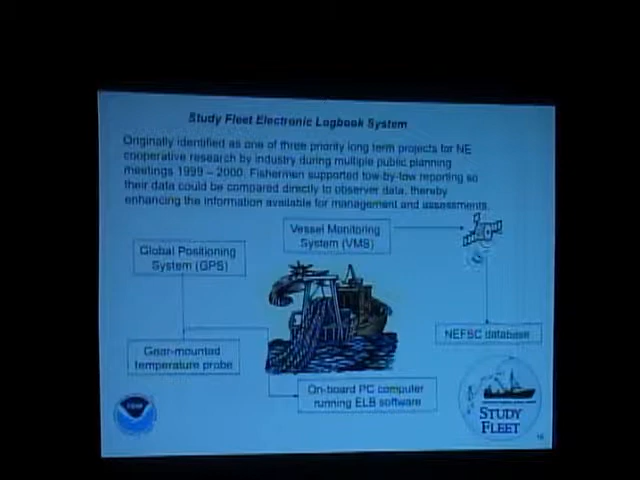 Study Fleet Electronic Logbook System
Originally identified as one of three priority long term projects for NE
cooperative research by industry during multiple public planning
meetings 1999 – 2000. Fishermen supported tow-by-tow reporting so
their data could be compared directly to observer data, thereby
enhancing the information available for management and assessments.
Vessel Monitoring
System (VMS)
Global Positioning
System (GPS)
NEFSC database
Gear-mounted
temperature probe
On-board PC computer
running ELB software
STUDY
FLEET